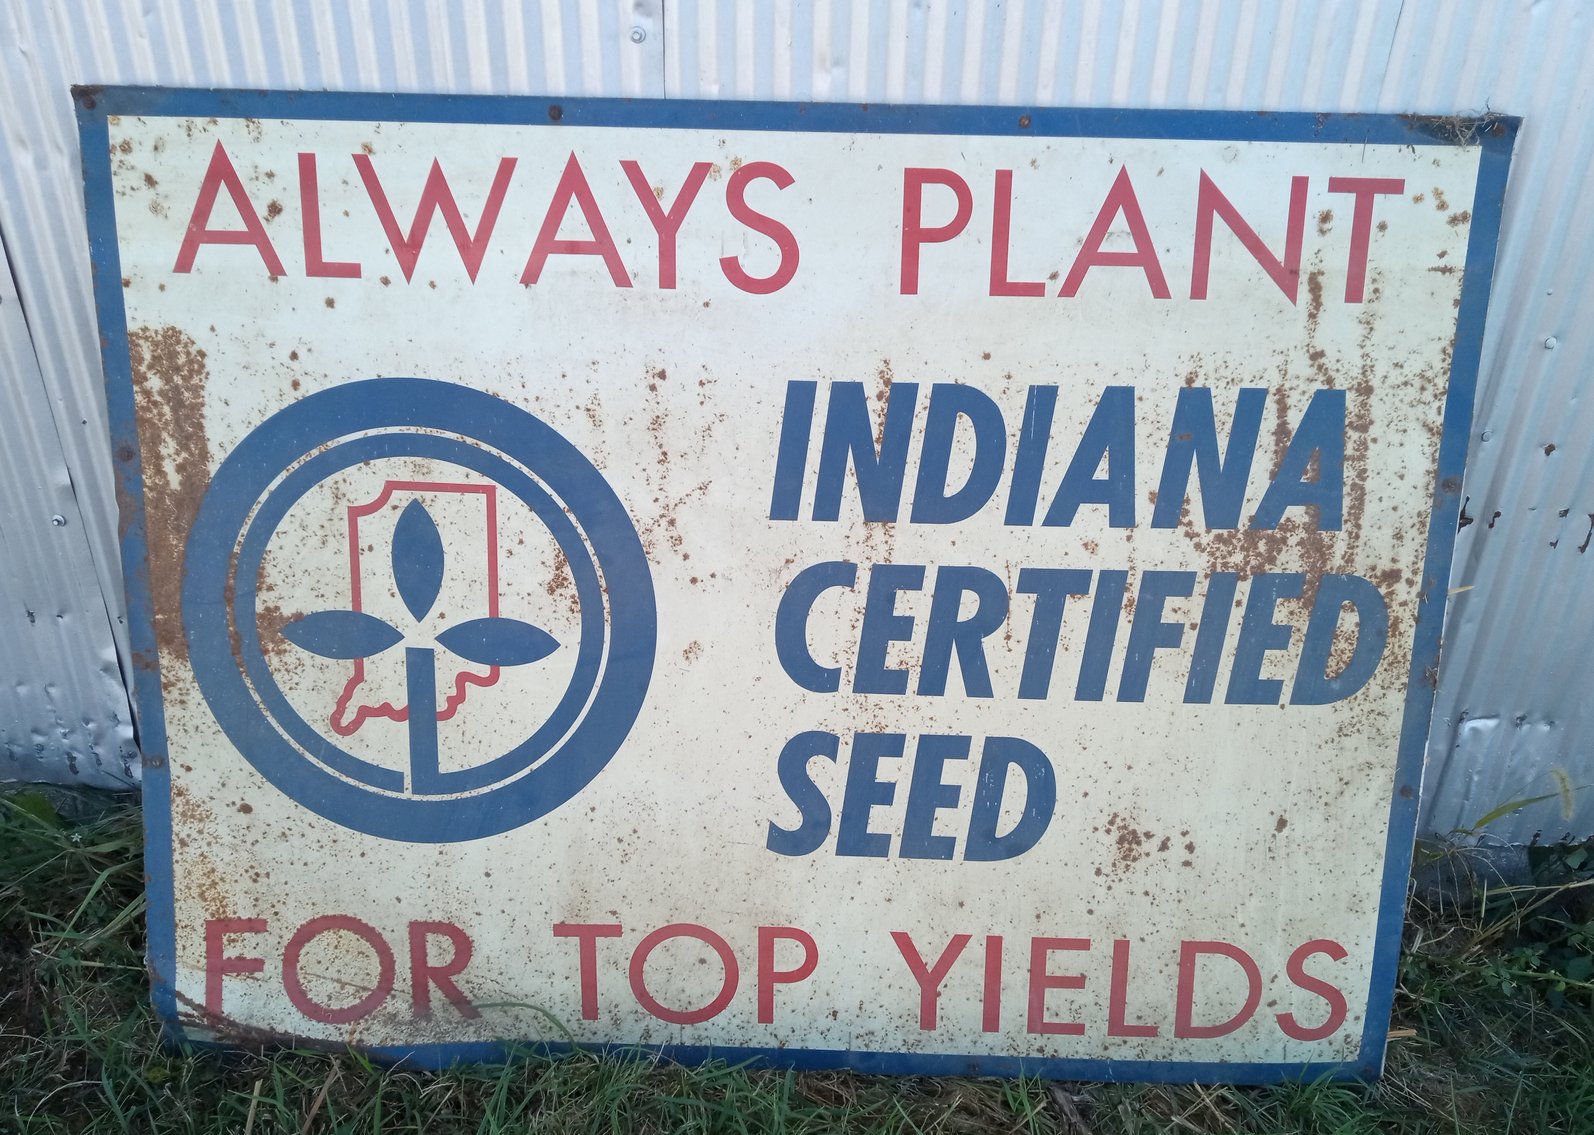 ALWAYS PLANT
INDIANA
CERTIFIED
SEED
FOR TOP YIELDS